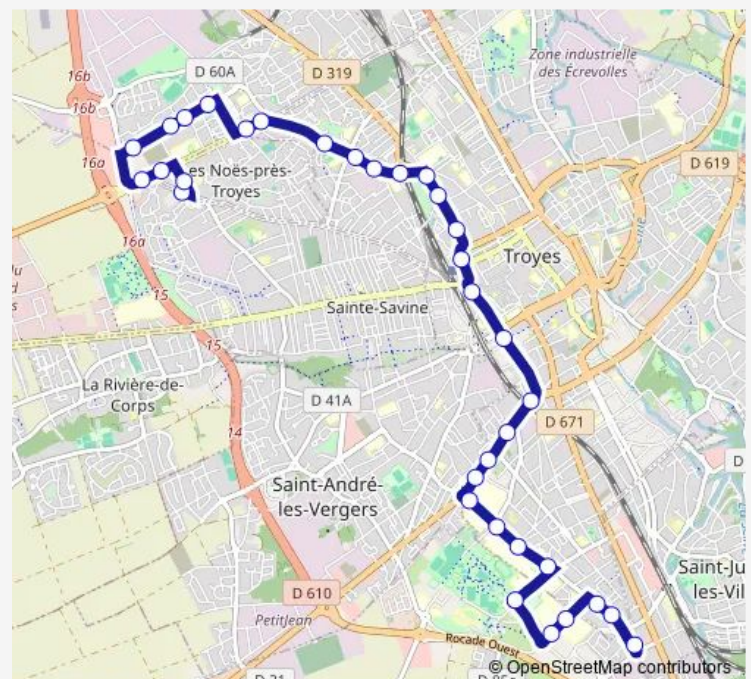 Zone industrielle
des Écrevolles
16b
D 60A
D 319
16b
16a
D 619
es Noës-près-
Troyes
16a
Troyes
15
Sainte-Savine
15
La Rivière-de-
Corps
D 41A
14
D 671
D
Saint-André-
les-Vergers
Saint-Ju
les-Vil
D 610
PetitJean
Rocade Ouest
© OpenStreetMap contributors